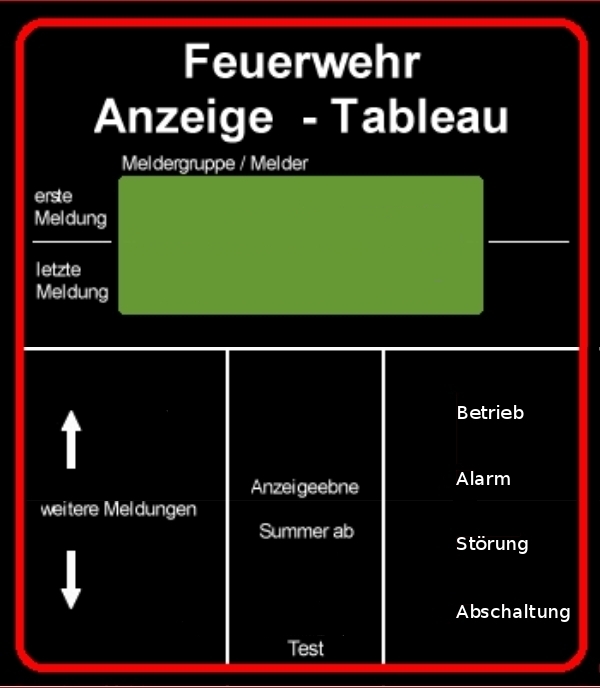 Feuerwehr
Anzeige - Tableau
Meldergruppe / Melder
erste
Meldung
letzte
Meldung
weitere Meldungen
Anzeigeebne
Summer ab
Test
Betrieb
Alarm
Störung
Abschaltung